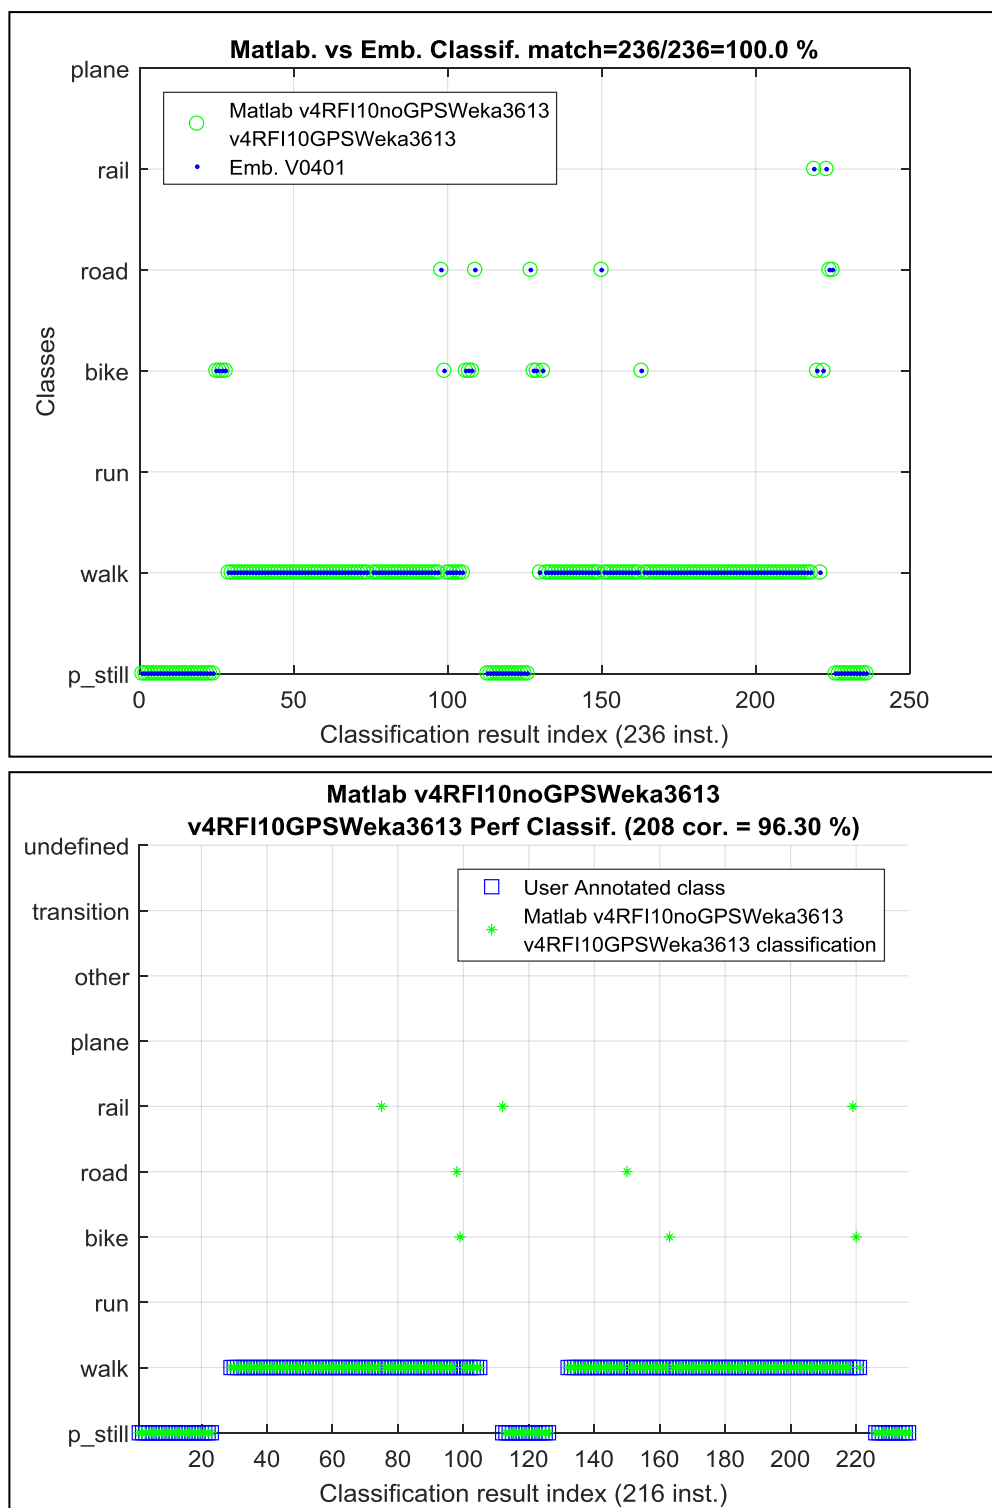 Matlab. vs Emb. Classif. match=236/236=100.0 %
plane
Matlab v4RFI10noGPSWeka3613
v4RFI10GPSWeka3613
Emb. V0401
rail
road
bike
run
walk
p_still
Classes
0 50 100 150 200 250
Classification result index (236 inst.)
Matlab v4RFI10noGPSWeka3613
v4RFI10GPSWeka3613 Perf Classif. (208 cor. = 96.30 %)
undefined
User Annotated class
Matlab v4RFI10noGPSWeka3613
v4RFI10GPSWeka3613 classification
transition
other
plane
rail
road
bike
run
walk
p_still
20 40 60 80 100 120 140 160 180 200 220
Classification result index (216 inst.)